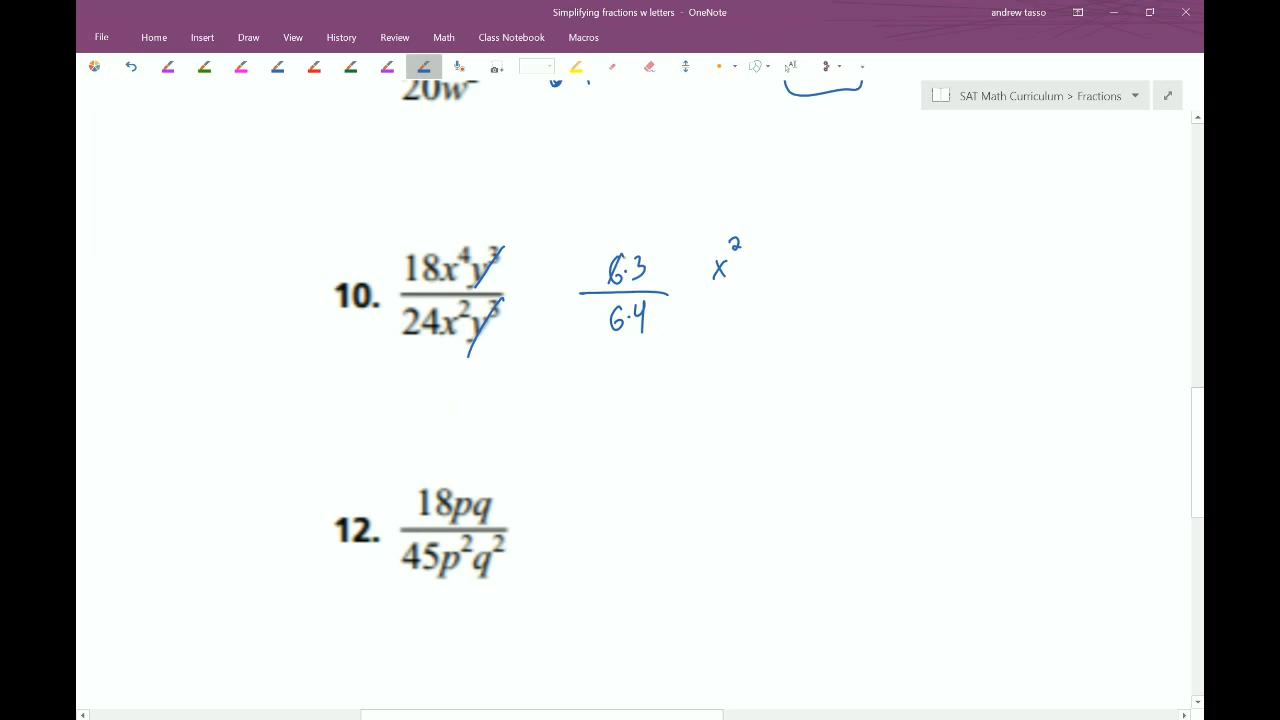 Simplifying fractions w letters - OneNote
andrew tasso
File Home Insert Draw View History Review Math Class Notebook Macros
SAT Math Curriculum > Fractions
20w²
10. 18x⁴y³ 6·3 x²
24x²y³ 6·4
12. 18pq
45p²q²